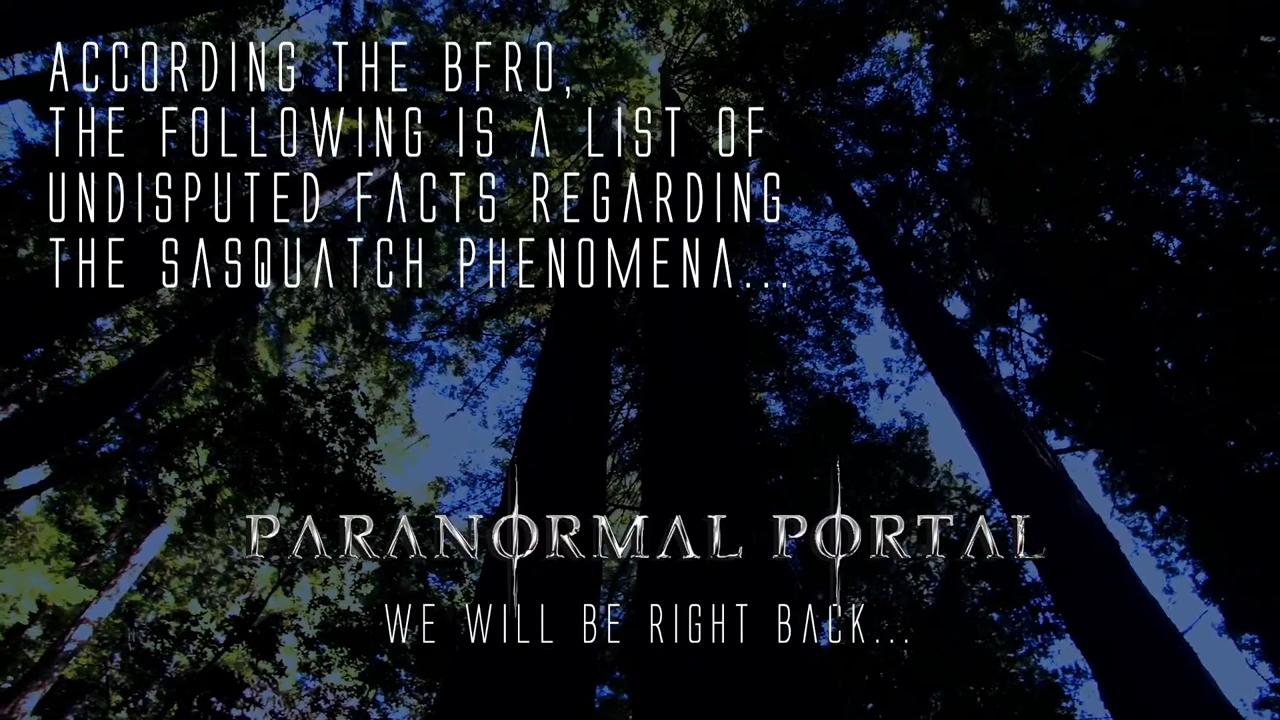 ACCORDING THE BFRO,
THE FOLLOWING IS A LIST OF
UNDISPUTED FACTS REGARDING
THE SASQUATCH PHENOMENA...
PARANORMAL PORTAL
WE WILL BE RIGHT BACK...